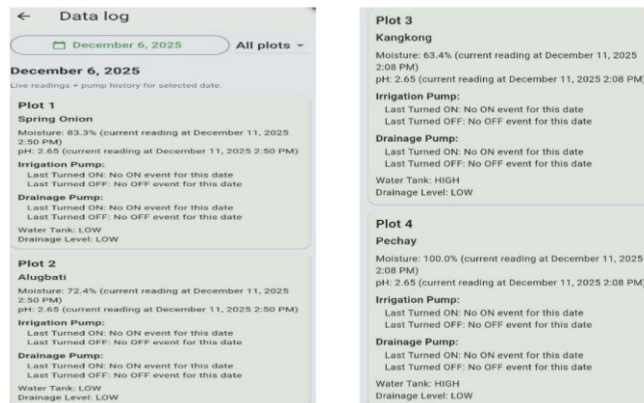 ← Data log
December 6, 2025
All plots
December 6, 2025
Live readings + pump history for selected date.
Plot 1
Spring Onion
Moisture: 83.3% (current reading at December 11, 2025
2:50 PM)
pH: 2.65 (current reading at December 11, 2025 2:50 PM)
Irrigation Pump:
Last Turned ON: No ON event for this date
Last Turned OFF: No OFF event for this date
Drainage Pump:
Last Turned ON: No ON event for this date
Last Turned OFF: No OFF event for this date
Water Tank: LOW
Drainage Level: LOW
Plot 2
Alugbati
Moisture: 72.4% (current reading at December 11, 2025
2:50 PM)
pH: 2.65 (current reading at December 11, 2025 2:50 PM)
Irrigation Pump:
Last Turned ON: No ON event for this date
Last Turned OFF: No OFF event for this date
Drainage Pump:
Last Turned ON: No ON event for this date
Last Turned OFF: No OFF event for this date
Water Tank: LOW
Drainage Level: LOW
Plot 3
Kangkong
Moisture: 63.4% (current reading at December 11, 2025
2:08 PM)
pH: 2.65 (current reading at December 11, 2025 2:08 PM)
Irrigation Pump:
Last Turned ON: No ON event for this date
Last Turned OFF: No OFF event for this date
Drainage Pump:
Last Turned ON: No ON event for this date
Last Turned OFF: No OFF event for this date
Water Tank: HIGH
Drainage Level: LOW
Plot 4
Pechay
Moisture: 100.0% (current reading at December 11, 2025
2:08 PM)
pH: 2.65 (current reading at December 11, 2025 2:08 PM)
Irrigation Pump:
Last Turned ON: No ON event for this date
Last Turned OFF: No OFF event for this date
Drainage Pump:
Last Turned ON: No ON event for this date
Last Turned OFF: No OFF event for this date
Water Tank: HIGH
Drainage Level: LOW